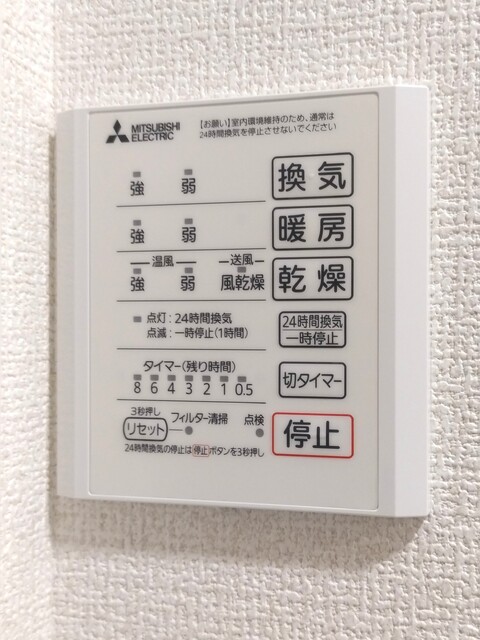 MITSUBISHI
ELECTRIC
【お願い】室内環境維持のため、通常は
24時間換気を停止させないでください
強 弱 換気
強 弱 暖房
温風 送風
強 弱 風乾燥 乾燥
点灯:24時間換気
点滅:一時停止(1時間)
24時間換気
一時停止
タイマー(残り時間)
8 6 4 3 2 1 0.5
切タイマー
3秒押し
リセット フィルター清掃 点検
停止
24時間換気の停止は停止ボタンを3秒押し